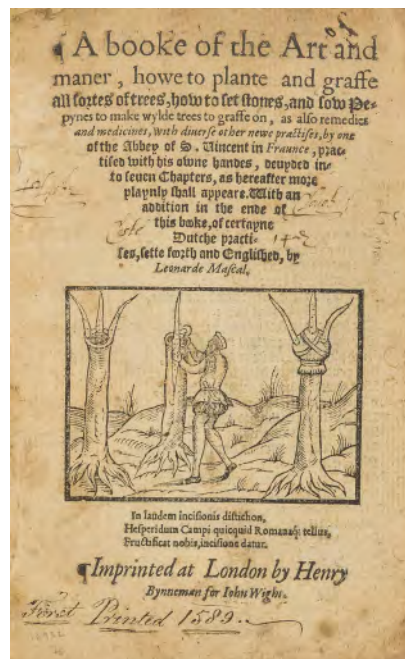 ¶ A booke of the Art and
maner, howe to plante and graffe
all sortes of trees, how to set stones, and sow Pe-
pynes to make wylde trees to graffe on, as also remedies
and medicines, with diuerse other newe practises, by one
of the Abbey of S. Uincent in Fraunce, prac-
tised with his owne handes, deuyded in-
to seuen Chapters, as hereafter more
playnly shall appeare. With an
addition in the ende of
this booke, of certayne
Dutche practi-
ses, sette forth and Englished, by
Leonarde Mascal.
In laudem incisionis distichon,
Hesperidum Campi quicquid Romanaq; tellus,
Fructificat nobis, incisione datur.
¶ Imprinted at London by Henry
Bynneman for Iohn Wight.
First Printed 1589.